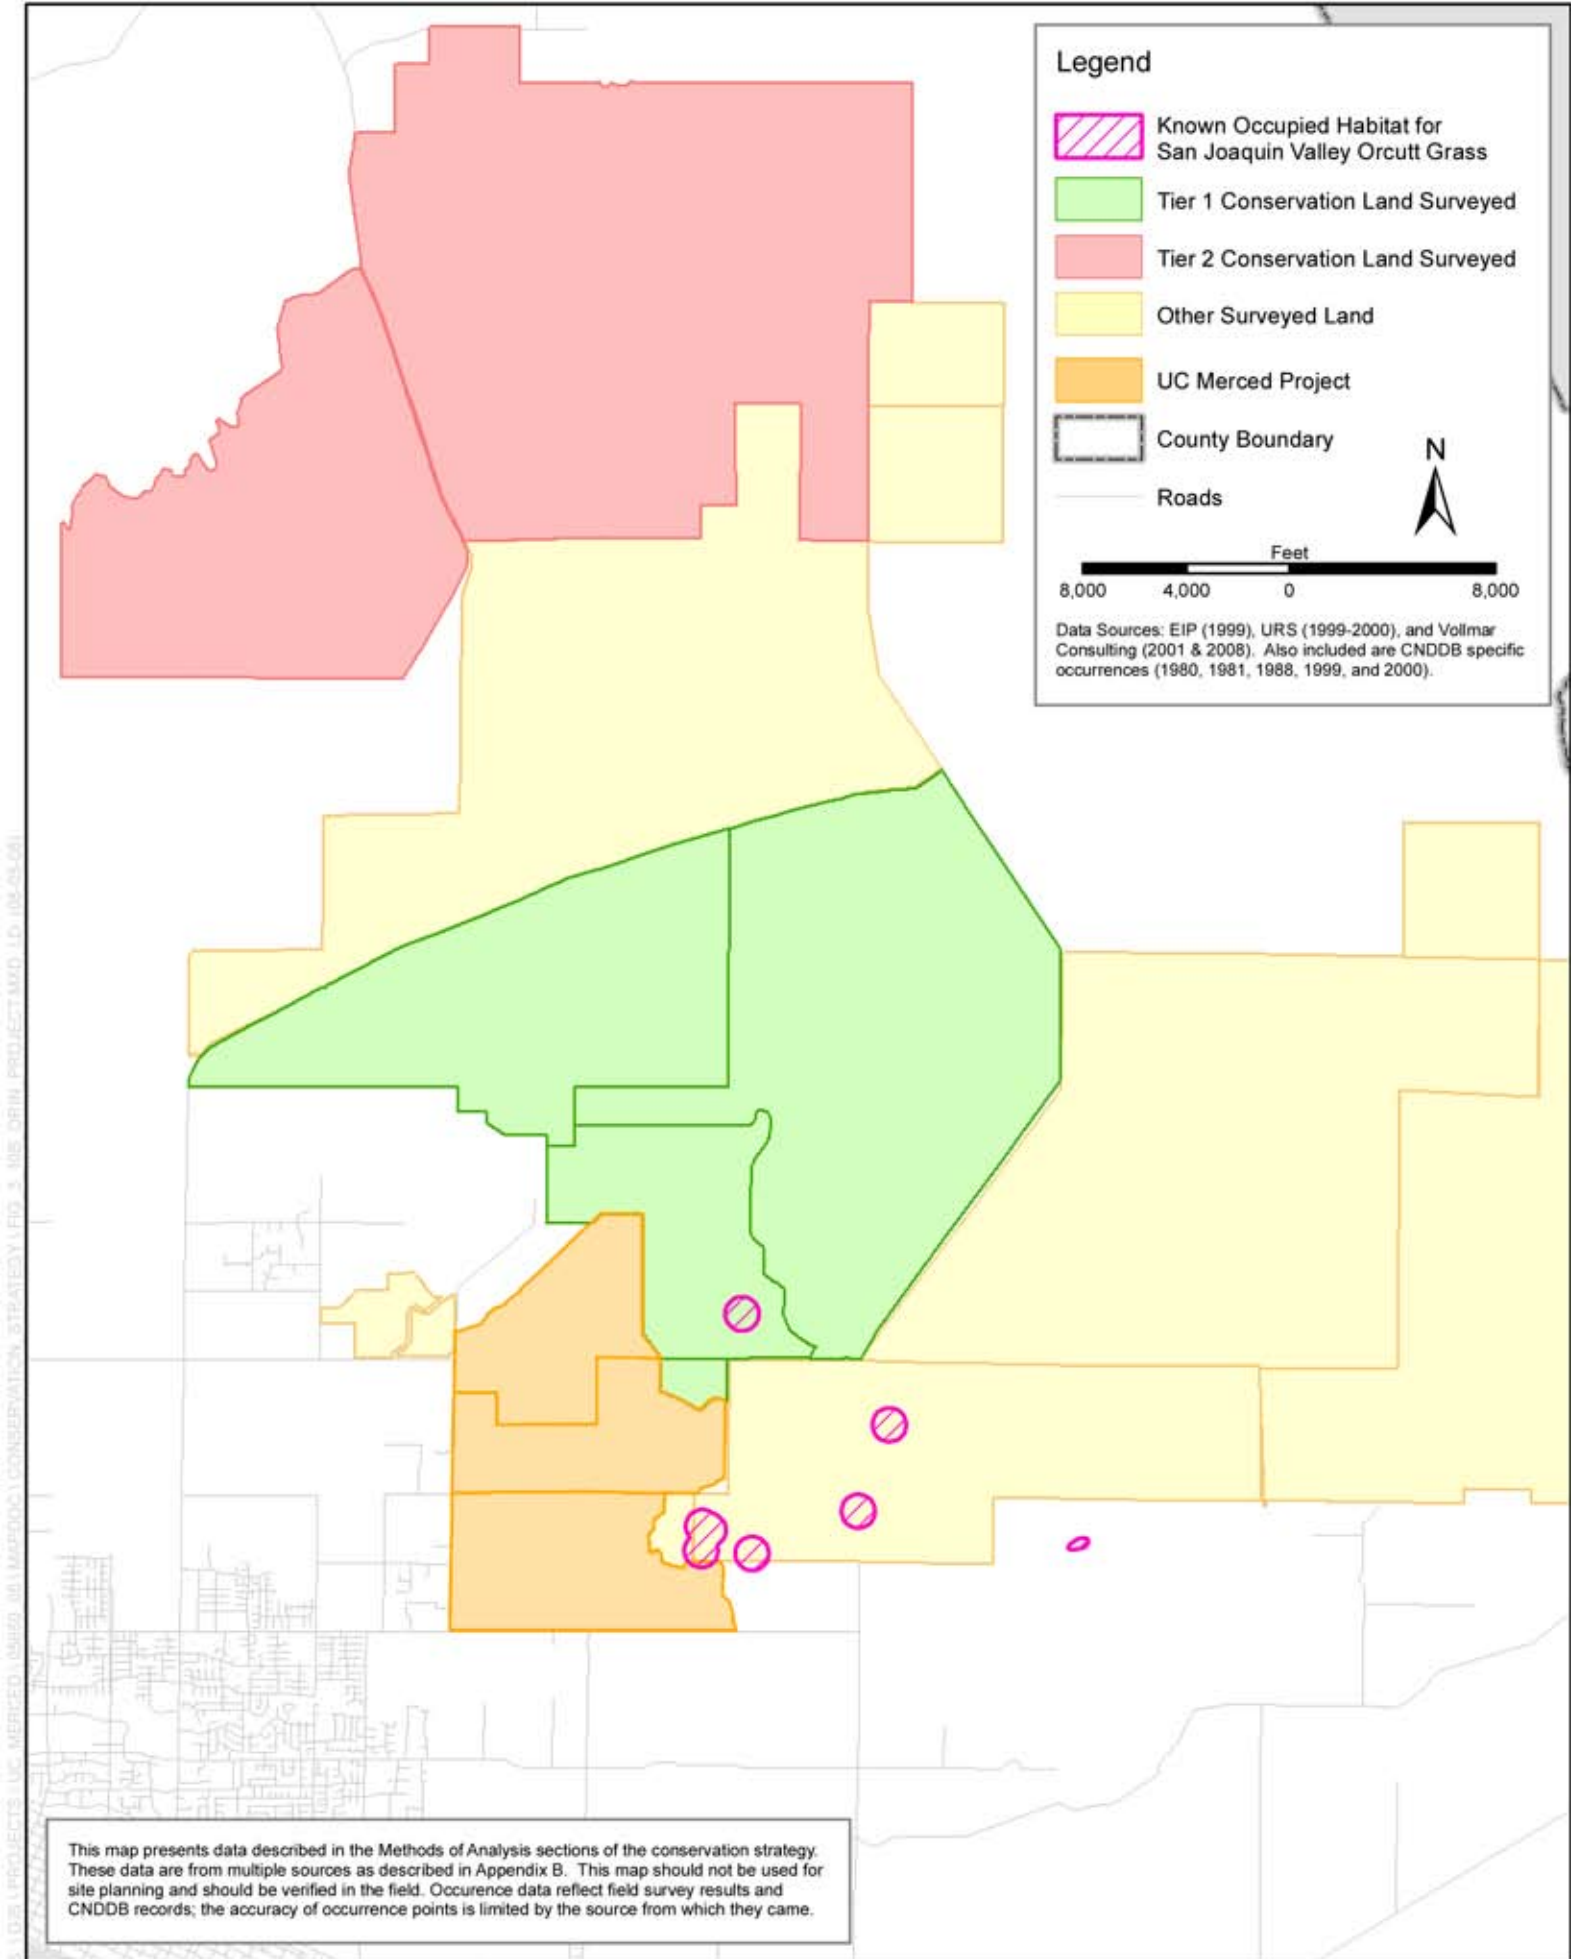 Legend
Known Occupied Habitat for
San Joaquin Valley Orcutt Grass
Tier 1 Conservation Land Surveyed
Tier 2 Conservation Land Surveyed
Other Surveyed Land
UC Merced Project
County Boundary
N
Roads
Feet
8,000 4,000 0 8,000
Data Sources: EIP (1999), URS (1999-2000), and Vollmar
Consulting (2001 & 2008). Also included are CNDDB specific
occurrences (1980, 1981, 1988, 1999, and 2000).
This map presents data described in the Methods of Analysis sections of the conservation strategy.
These data are from multiple sources as described in Appendix B. This map should not be used for
site planning and should be verified in the field. Occurence data reflect field survey results and
CNDDB records; the accuracy of occurrence points is limited by the source from which they came.